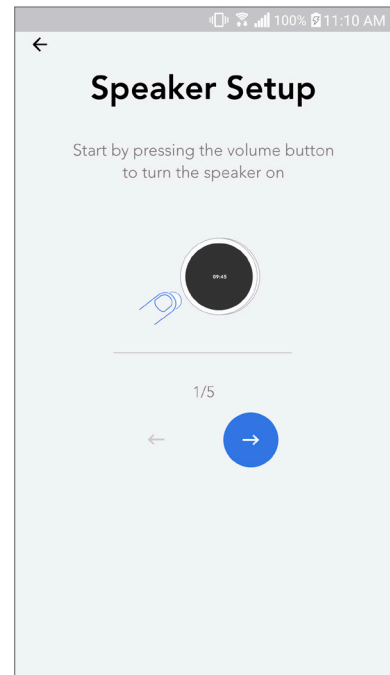 100% 11:10 AM
Speaker Setup
Start by pressing the volume button
to turn the speaker on
09:45
1/5